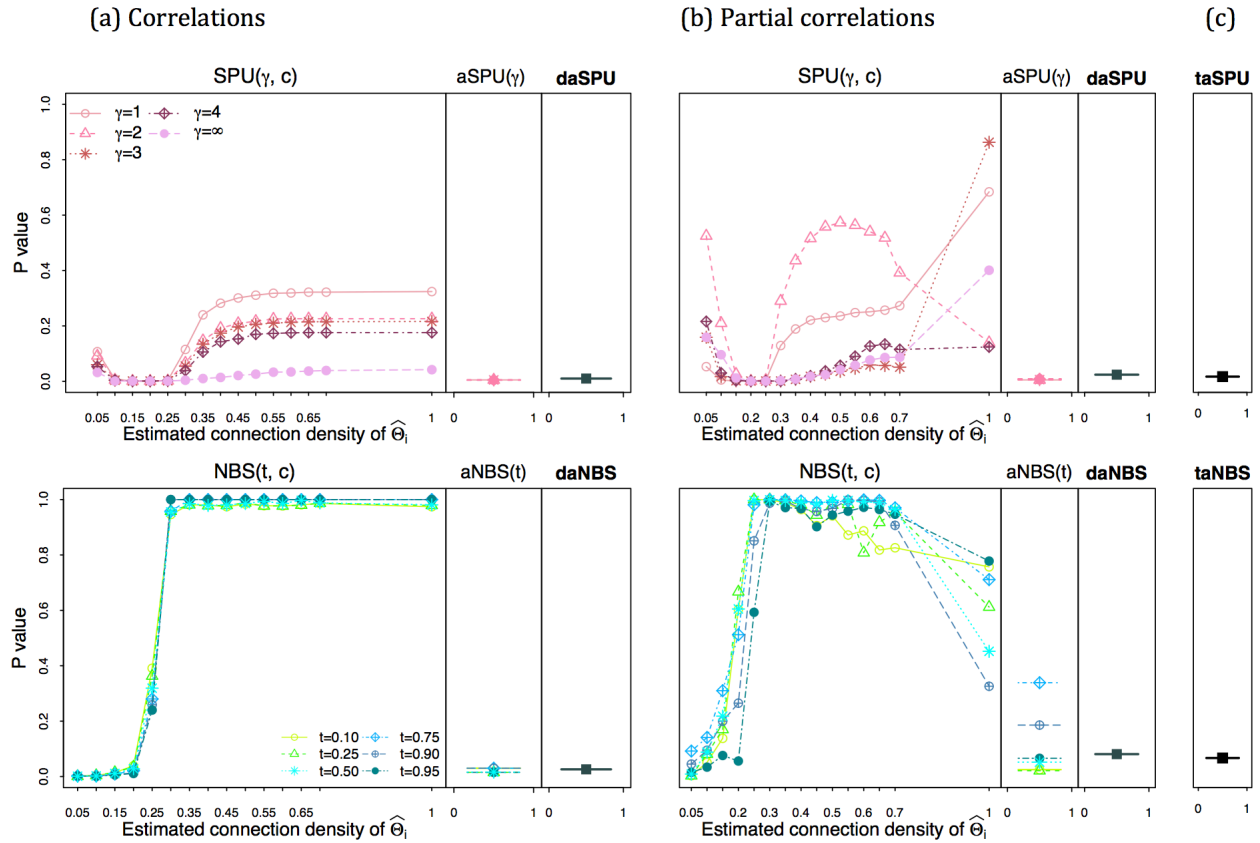 (a) Correlations
(b) Partial correlations
(c)
SPU(γ, c)
aSPU(γ)
daSPU
SPU(γ, c)
aSPU(γ)
daSPU
taSPU
P value
0.0
0.2
0.4
0.6
0.8
1.0
γ=1
γ=2
γ=3
γ=4
γ=∞
0.05 0.15 0.25 0.35 0.45 0.55 0.65 1
0 1
0 1
0.05 0.2 0.3 0.4 0.5 0.6 0.7 1
0 1
0 1
0 1
Estimated connection density of Θ̂i
Estimated connection density of Θ̂i
NBS(t, c)
aNBS(t)
daNBS
NBS(t, c)
aNBS(t)
daNBS
taNBS
P value
0.0
0.2
0.4
0.6
0.8
1.0
t=0.10
t=0.25
t=0.50
t=0.75
t=0.90
t=0.95
0.05 0.15 0.25 0.35 0.45 0.55 0.65 1
0 1
0 1
0.05 0.2 0.3 0.4 0.5 0.6 0.7 1
0 1
0 1
0 1
Estimated connection density of Θ̂i
Estimated connection density of Θ̂i